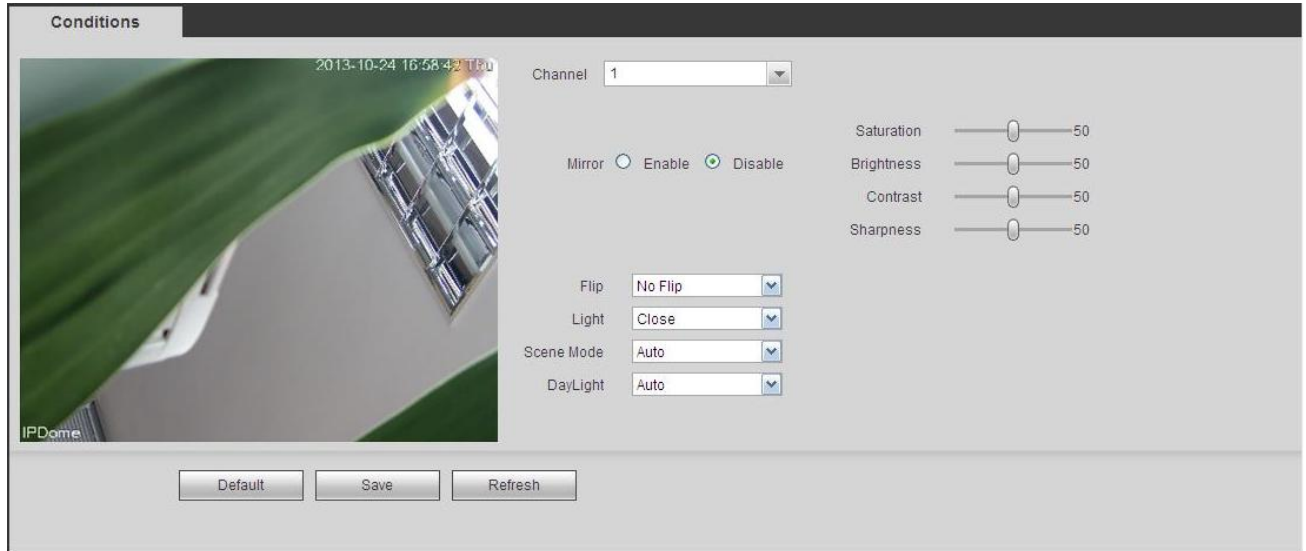 Conditions
2013-10-24 16:58:42 Thu
IPDome
Channel 1
Mirror Enable Disable
Flip No Flip
Light Close
Scene Mode Auto
DayLight Auto
Saturation 50
Brightness 50
Contrast 50
Sharpness 50
Default Save Refresh